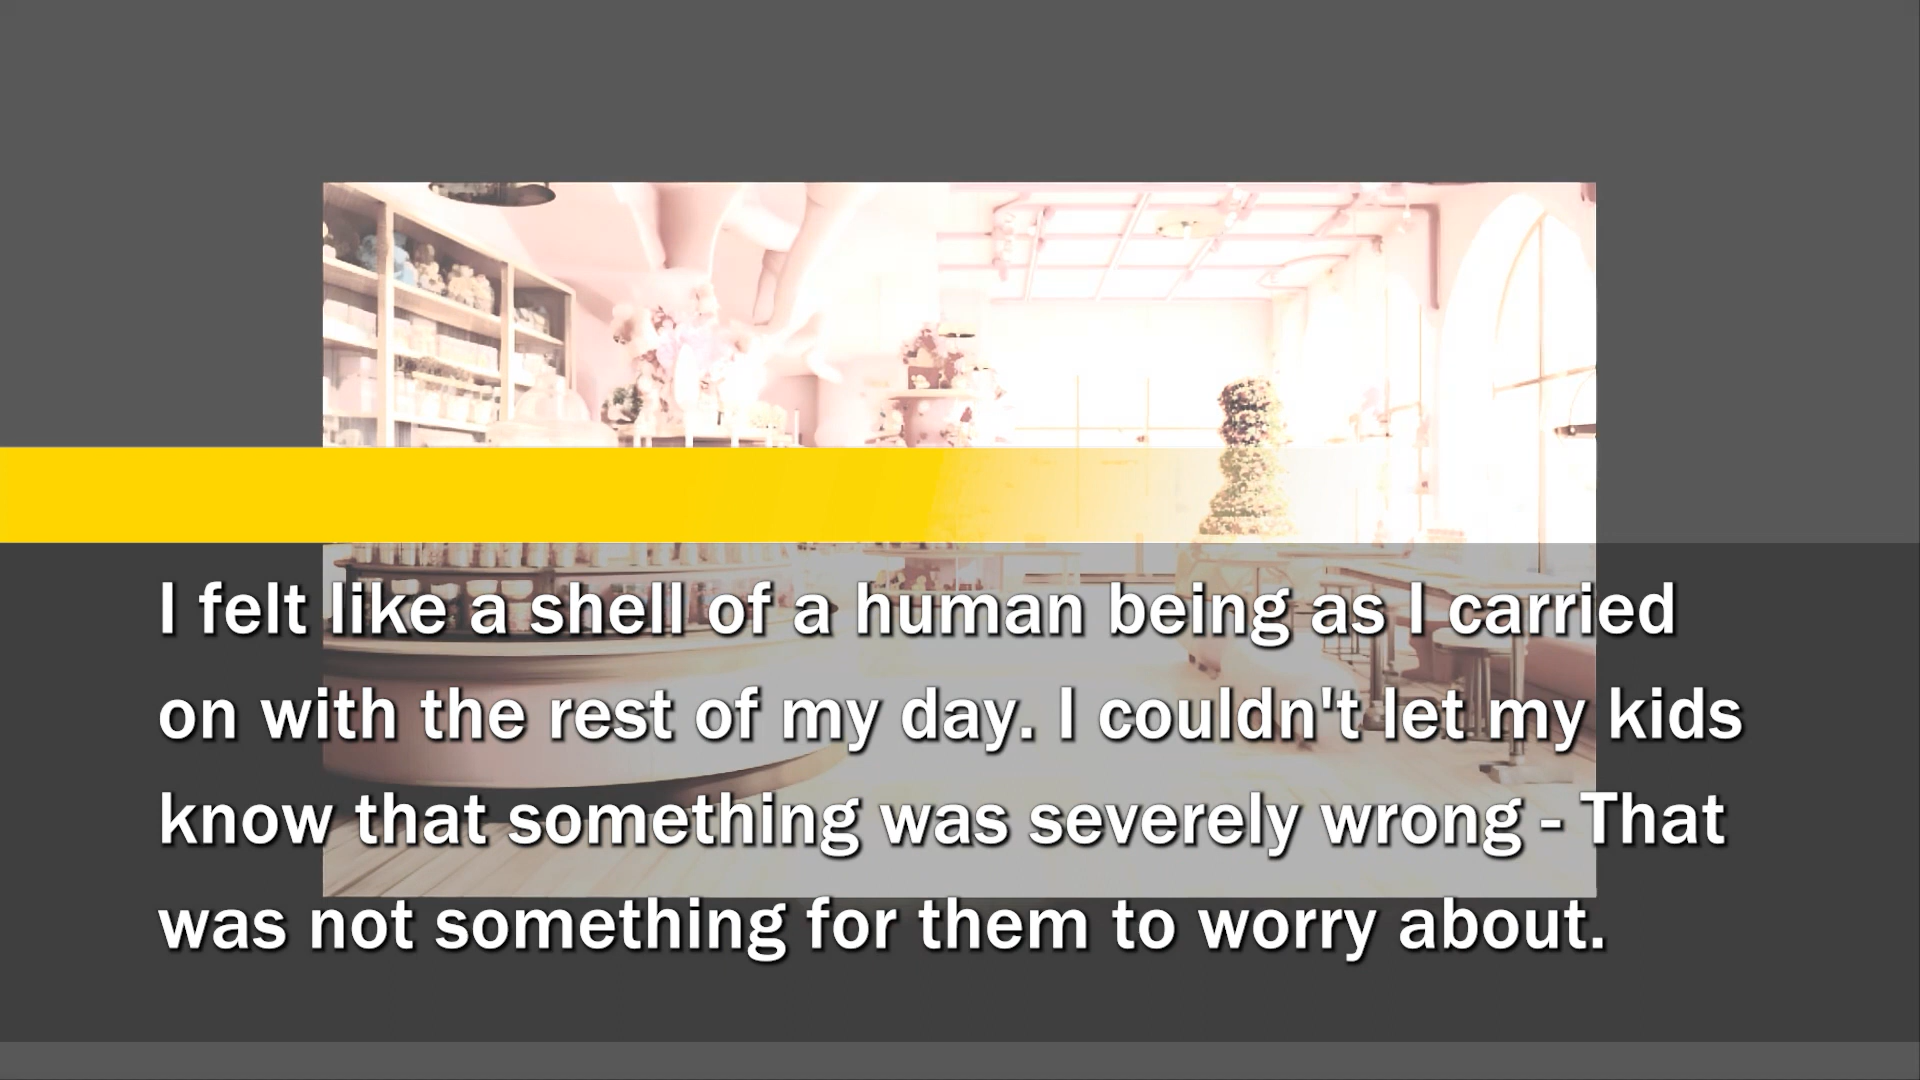 I felt like a shell of a human being as I carried
on with the rest of my day. I couldn't let my kids
know that something was severely wrong - That
was not something for them to worry about.